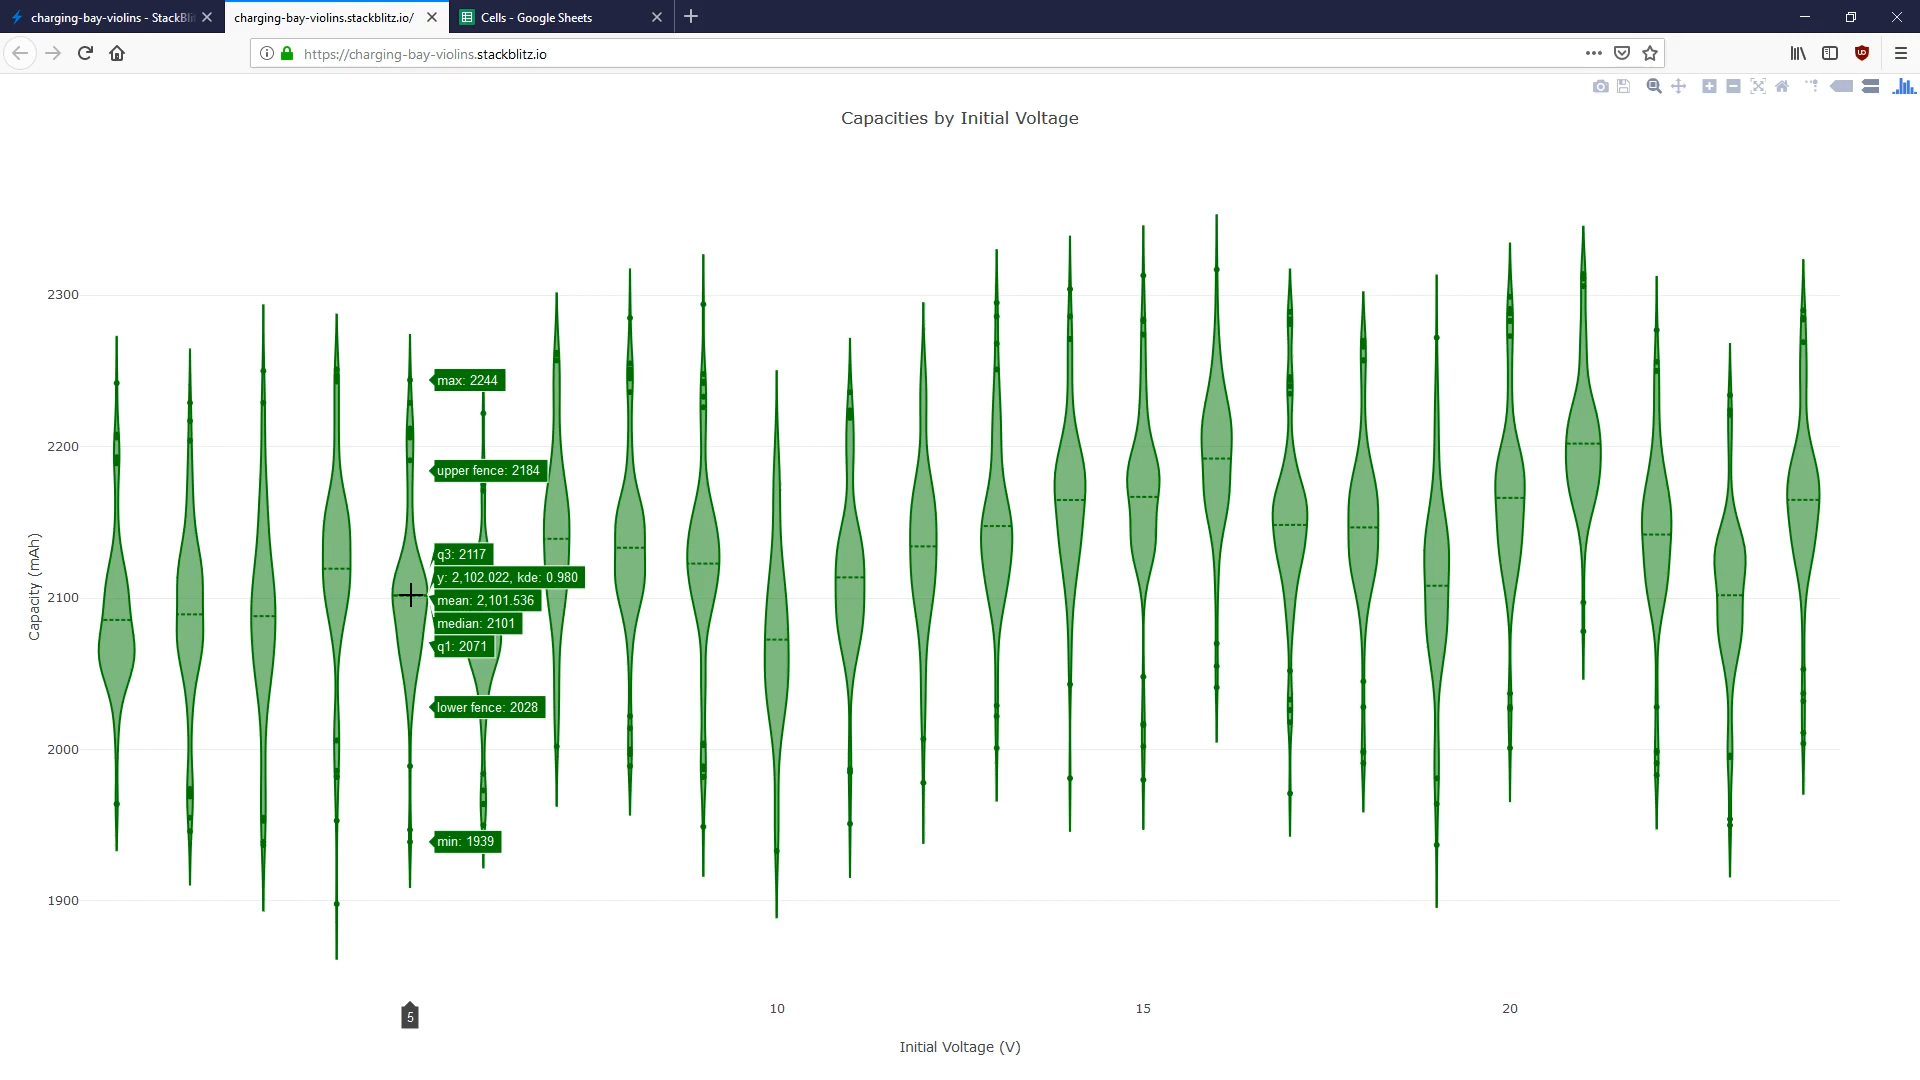 charging-bay-violins - StackBli
charging-bay-violins.stackblitz.io/
Cells - Google Sheets
https://charging-bay-violins.stackblitz.io
Capacities by Initial Voltage
Capacity (mAh)
2300
2200
2100
2000
1900
max: 2244
upper fence: 2184
q3: 2117
y: 2,102.022, kde: 0.980
mean: 2,101.536
median: 2101
q1: 2071
lower fence: 2028
min: 1939
5
10
15
20
Initial Voltage (V)